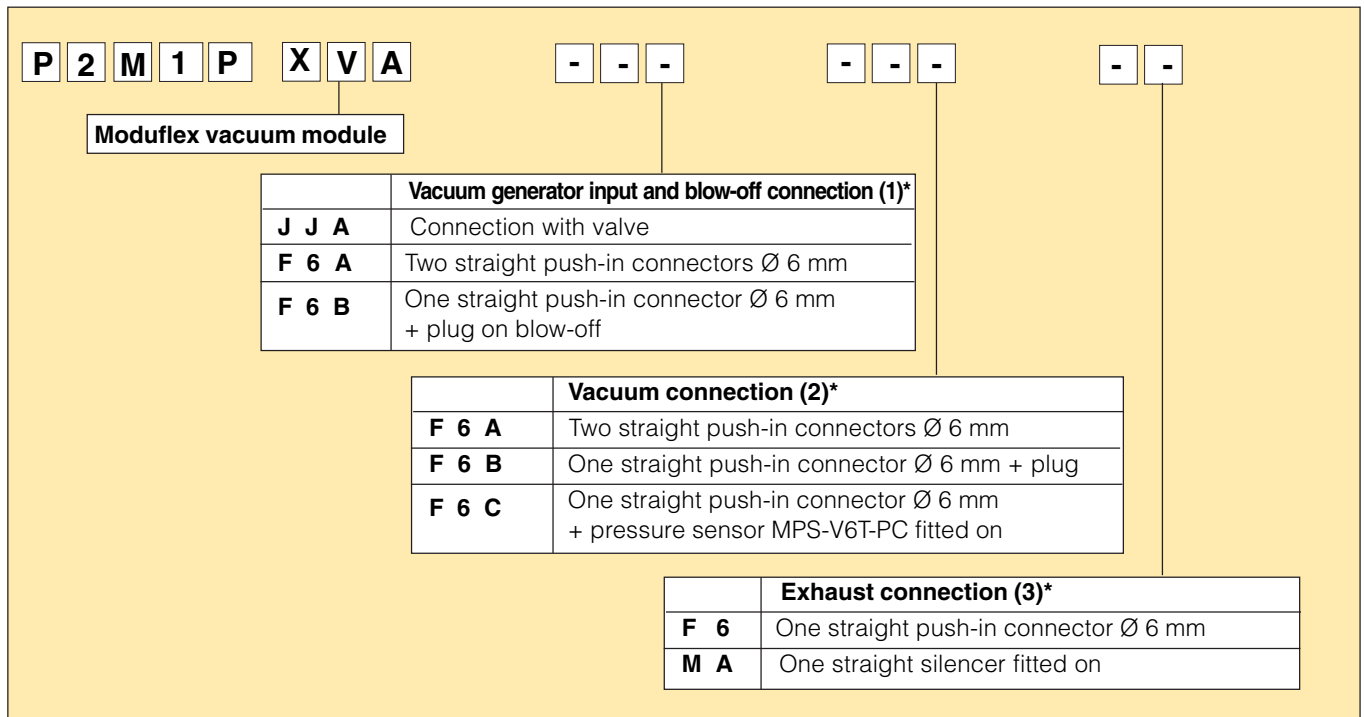 P 2 M 1 P X V A - - - - - - - -
Moduflex vacuum module
Vacuum generator input and blow-off connection (1)*
J J A Connection with valve
F 6 A Two straight push-in connectors Ø 6 mm
F 6 B One straight push-in connector Ø 6 mm
+ plug on blow-off
Vacuum connection (2)*
F 6 A Two straight push-in connectors Ø 6 mm
F 6 B One straight push-in connector Ø 6 mm + plug
F 6 C One straight push-in connector Ø 6 mm
+ pressure sensor MPS-V6T-PC fitted on
Exhaust connection (3)*
F 6 One straight push-in connector Ø 6 mm
M A One straight silencer fitted on